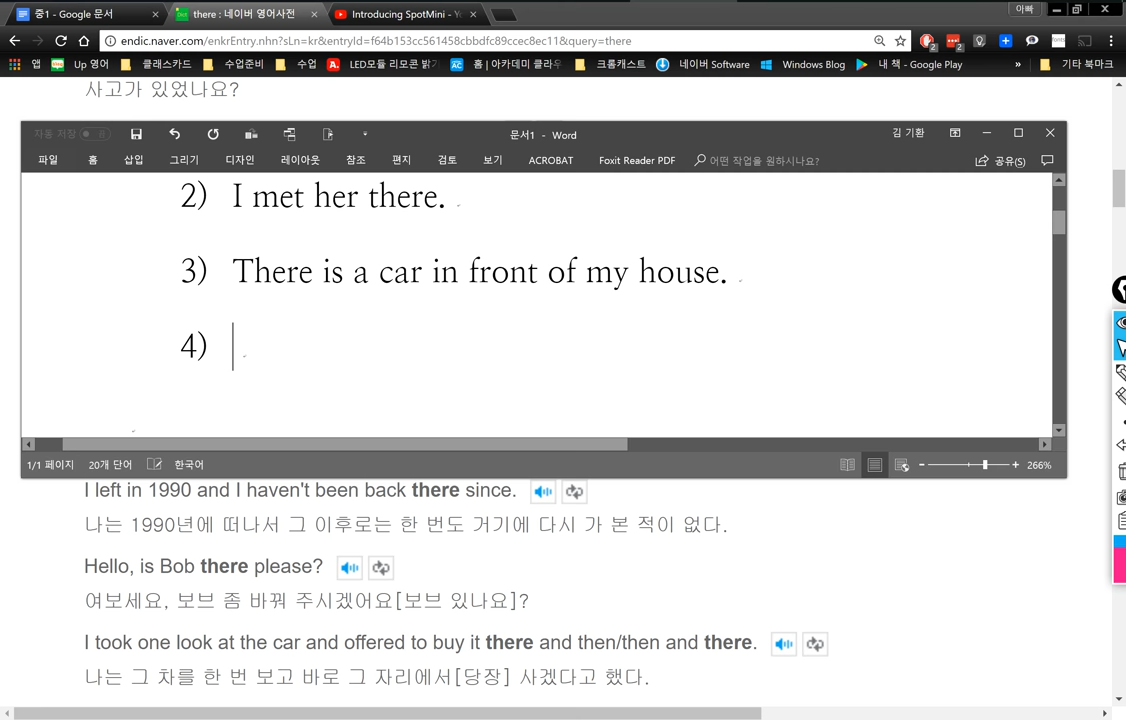 중1 - Google 문서
there : 네이버 영어사전
Introducing SpotMini - Yo
아빠
endic.naver.com/enkrEntry.nhn?sLn=kr&entryId=f64b153cc561458cbbdfc89ccec8ec11&query=there
앱 Up 영어 클래스카드 수업준비 수업 LED모듈 리모콘 밝기 홈 | 아카데미 클라우 크롬캐스트 네이버 Software Windows Blog 내 책 - Google Play » 기타 북마크
사고가 있었나요?
자동 저장
문서1 - Word
김 기환
파일 홈 삽입 그리기 디자인 레이아웃 참조 편지 검토 보기 ACROBAT Foxit Reader PDF 어떤 작업을 원하시나요? 공유(S)
2) I met her there.
3) There is a car in front of my house.
4)
1/1 페이지 20개 단어 한국어 266%
I left in 1990 and I haven't been back there since.
나는 1990년에 떠나서 그 이후로는 한 번도 거기에 다시 가 본 적이 없다.
Hello, is Bob there please?
여보세요, 보브 좀 바꿔 주시겠어요[보브 있나요]?
I took one look at the car and offered to buy it there and then/then and there.
나는 그 차를 한 번 보고 바로 그 자리에서[당장] 사겠다고 했다.